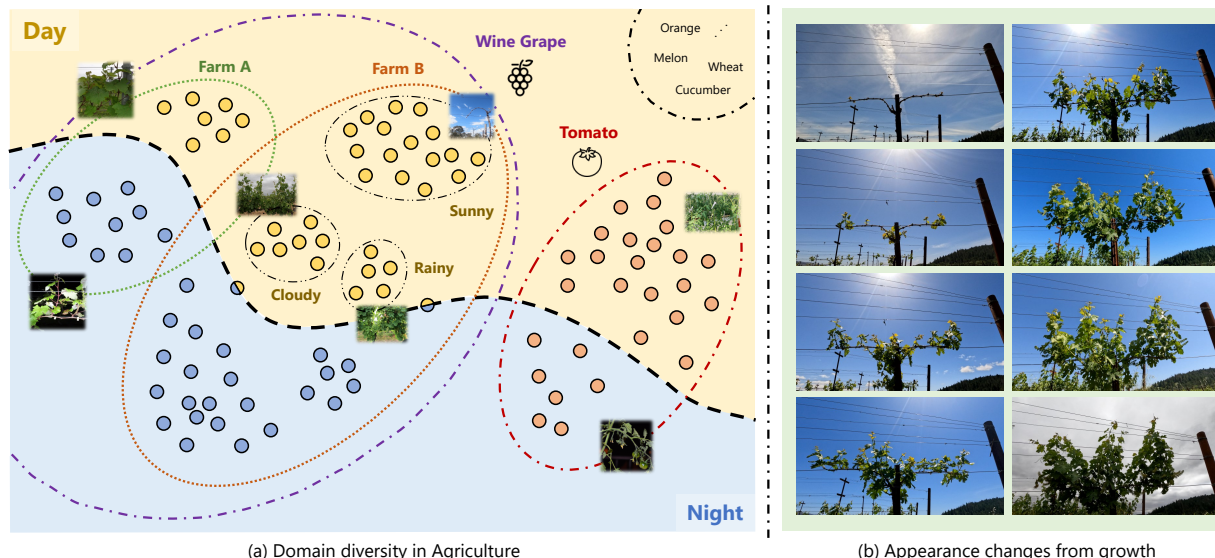 Day
Wine Grape
Orange
⋰
Melon
Wheat
Cucumber
Farm A
Farm B
Tomato
Sunny
Rainy
Cloudy
Night
(a) Domain diversity in Agriculture
(b) Appearance changes from growth